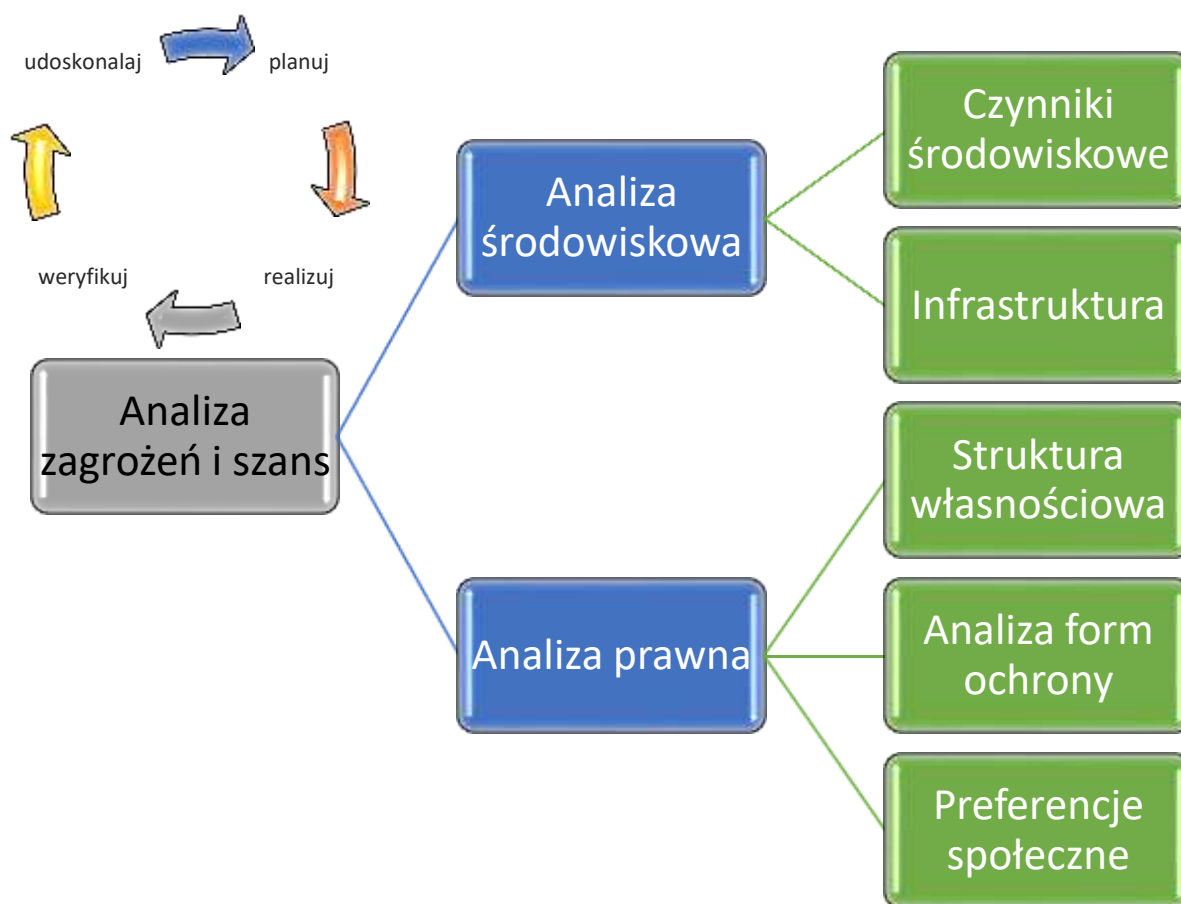 udoskonalaj
planuj
weryfikuj
realizuj
Analiza
zagrożeń i szans
Analiza
środowiskowa
Czynniki
środowiskowe
Infrastruktura
Analiza prawna
Struktura
własnościowa
Analiza form
ochrony
Preferencje
społeczne